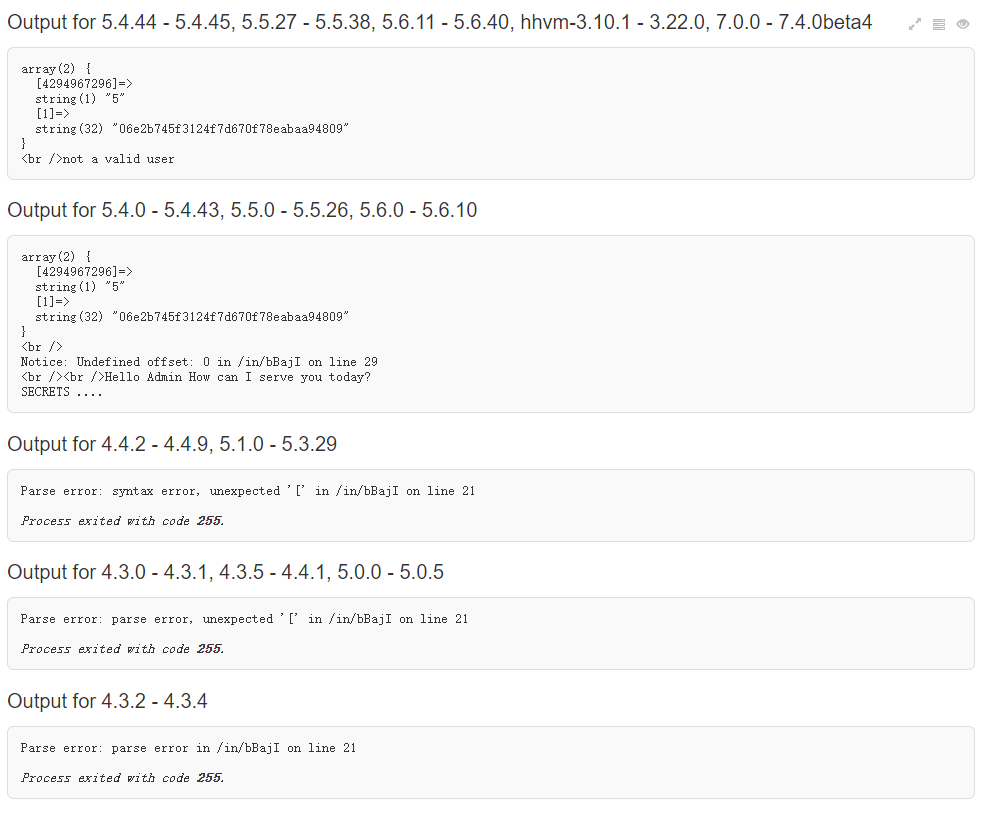 Output for 5.4.44 - 5.4.45, 5.5.27 - 5.5.38, 5.6.11 - 5.6.40, hhvm-3.10.1 - 3.22.0, 7.0.0 - 7.4.0beta4
array(2) {
  [4294967296]=>
  string(1) "5"
  [1]=>
  string(32) "06e2b745f3124f7d670f78eabaa94809"
}
<br />not a valid user
Output for 5.4.0 - 5.4.43, 5.5.0 - 5.5.26, 5.6.0 - 5.6.10
array(2) {
  [4294967296]=>
  string(1) "5"
  [1]=>
  string(32) "06e2b745f3124f7d670f78eabaa94809"
}
<br />
Notice: Undefined offset: 0 in /in/bBajI on line 29
<br /><br />Hello Admin How can I serve you today?
SECRETS ....
Output for 4.4.2 - 4.4.9, 5.1.0 - 5.3.29
Parse error: syntax error, unexpected '[' in /in/bBajI on line 21
Process exited with code 255.
Output for 4.3.0 - 4.3.1, 4.3.5 - 4.4.1, 5.0.0 - 5.0.5
Parse error: parse error, unexpected '[' in /in/bBajI on line 21
Process exited with code 255.
Output for 4.3.2 - 4.3.4
Parse error: parse error in /in/bBajI on line 21
Process exited with code 255.